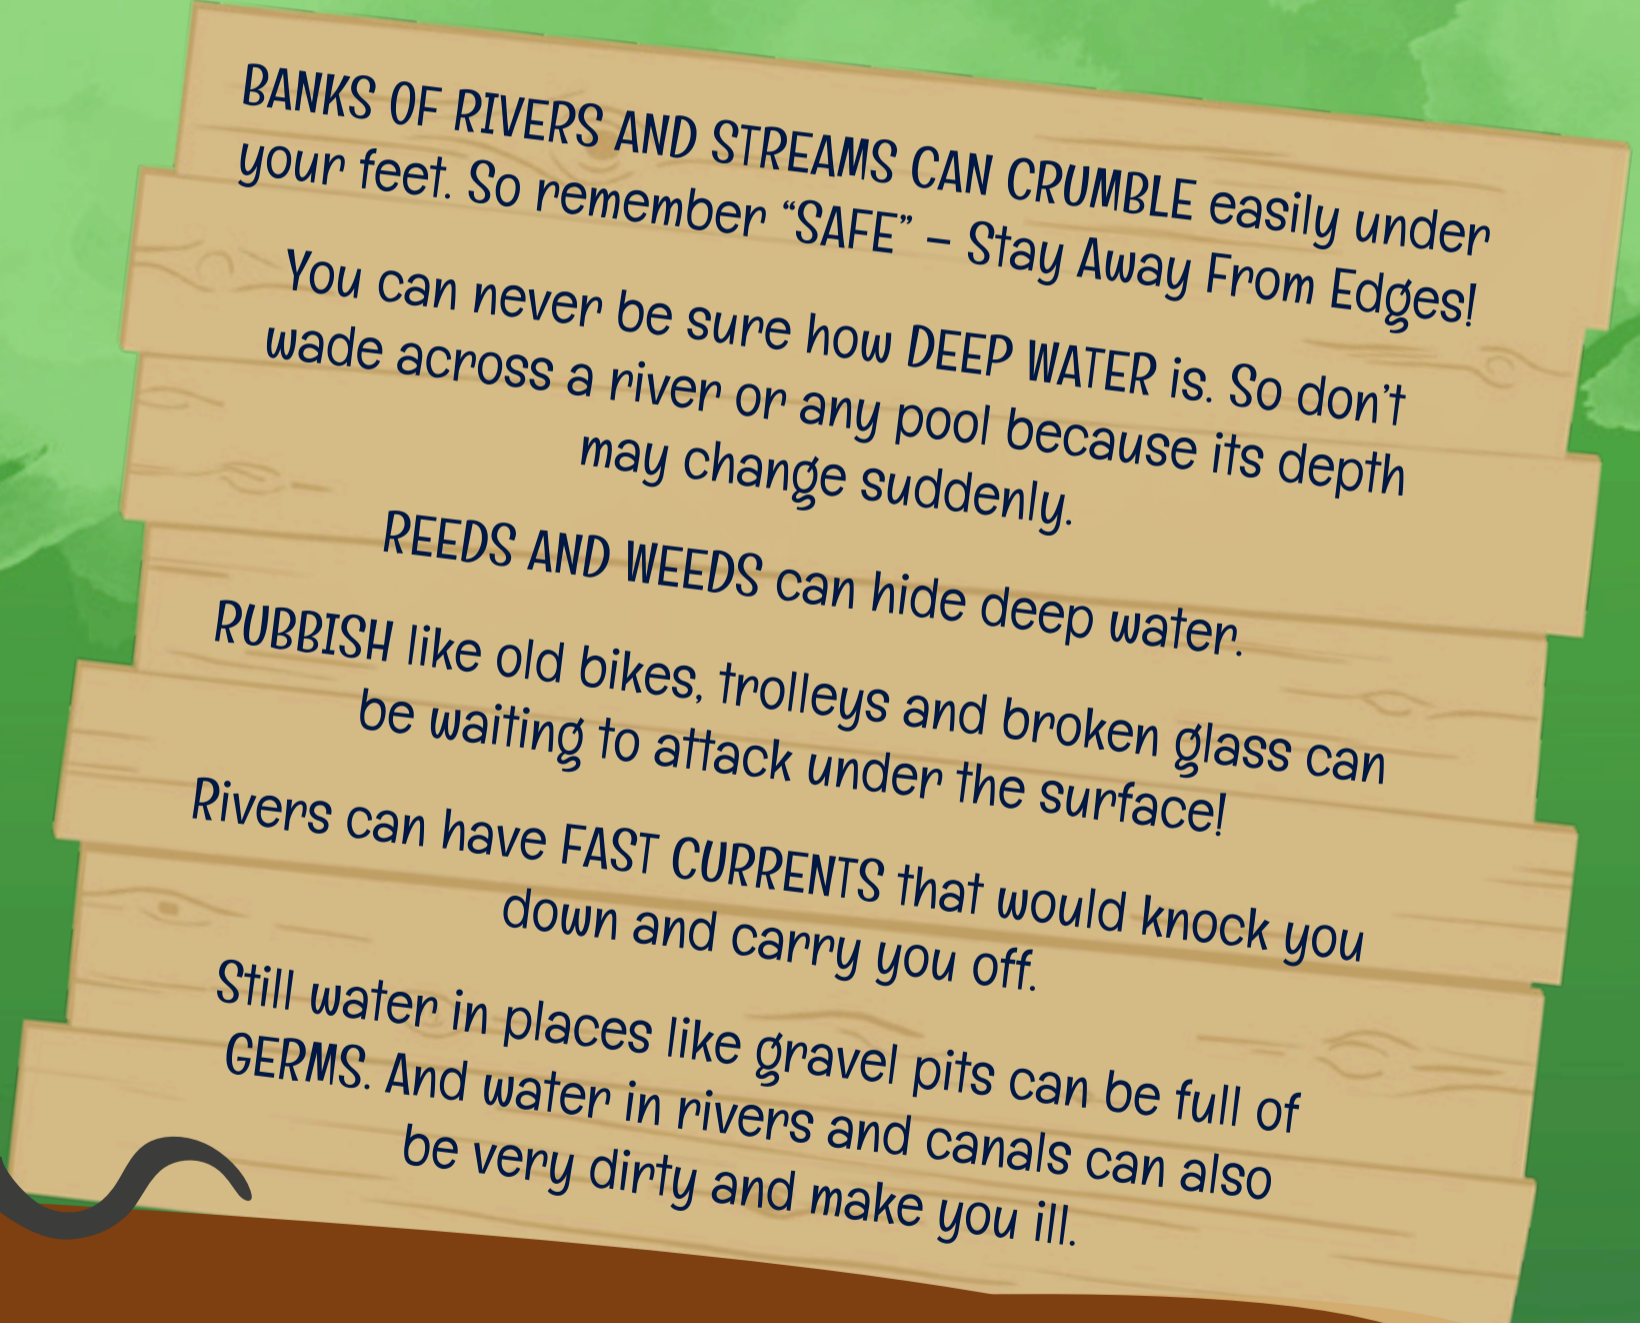 BANKS OF RIVERS AND STREAMS CAN CRUMBLE easily under
your feet. So remember “SAFE” – Stay Away From Edges!
You can never be sure how DEEP WATER is. So don’t
wade across a river or any pool because its depth
may change suddenly.
REEDS AND WEEDS can hide deep water.
RUBBISH like old bikes, trolleys and broken glass can
be waiting to attack under the surface!
Rivers can have FAST CURRENTS that would knock you
down and carry you off.
Still water in places like gravel pits can be full of
GERMS. And water in rivers and canals can also
be very dirty and make you ill.